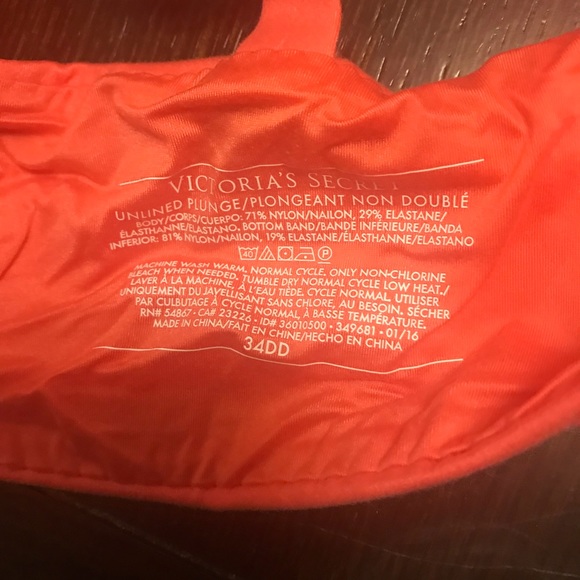 VICTORIA'S SECRET
UNLINED PLUNGE/PLONGEANT NON DOUBLÉ
BODY/CORPS/CUERPO: 71% NYLON/NAILON, 29% ELASTANE/
ÉLASTHANNE/ELASTANO. BOTTOM BAND/BANDE INFÉRIEURE/BANDA
INFERIOR: 81% NYLON/NAILON, 19% ELASTANE/ÉLASTHANNE/ELASTANO
40 P
MACHINE WASH WARM. NORMAL CYCLE. ONLY NON-CHLORINE
BLEACH WHEN NEEDED. TUMBLE DRY NORMAL CYCLE LOW HEAT./
LAVER À LA MACHINE, À L'EAU TIÈDE. CYCLE NORMAL. UTILISER
UNIQUEMENT DU JAVELLISANT SANS CHLORE, AU BESOIN. SÉCHER
PAR CULBUTAGE À CYCLE NORMAL, À BASSE TEMPÉRATURE.
RN# 54867 • CA# 23226 • ID# 36010500 • 349681 • 01/16
MADE IN CHINA/FAIT EN CHINE/HECHO EN CHINA
34DD